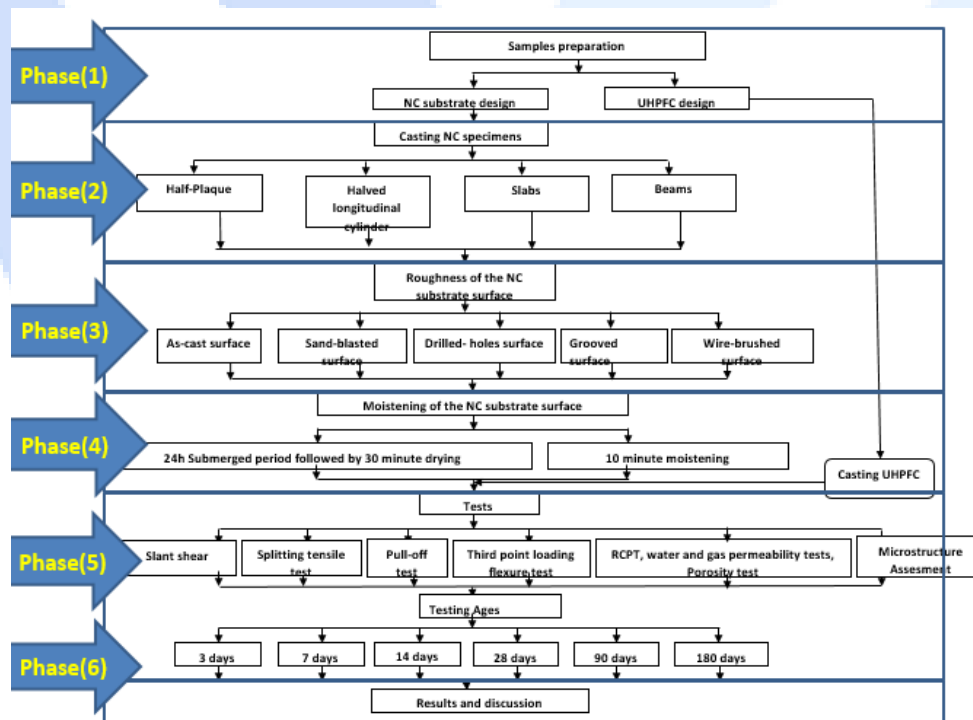 Phase(1)
Samples preparation
NC substrate design
UHPFC design
Phase(2)
Casting NC specimens
Half-Plaque
Halved
longitudinal
cylinder
Slabs
Beams
Phase(3)
Roughness of the NC
substrate surface
As-cast surface
Sand-blasted
surface
Drilled- holes surface
Grooved
surface
Wire-brushed
surface
Phase(4)
Moistening of the NC substrate surface
24h Submerged period followed by 30 minute drying
10 minute moistening
Casting UHPFC
Phase(5)
Tests
Slant shear
Splitting tensile
test
Pull-off
test
Third point loading
flexure test
RCPT, water and gas permeability tests,
Porosity test
Microstructure
Assesment
Testing Ages
Phase(6)
3 days
7 days
14 days
28 days
90 days
180 days
Results and discussion